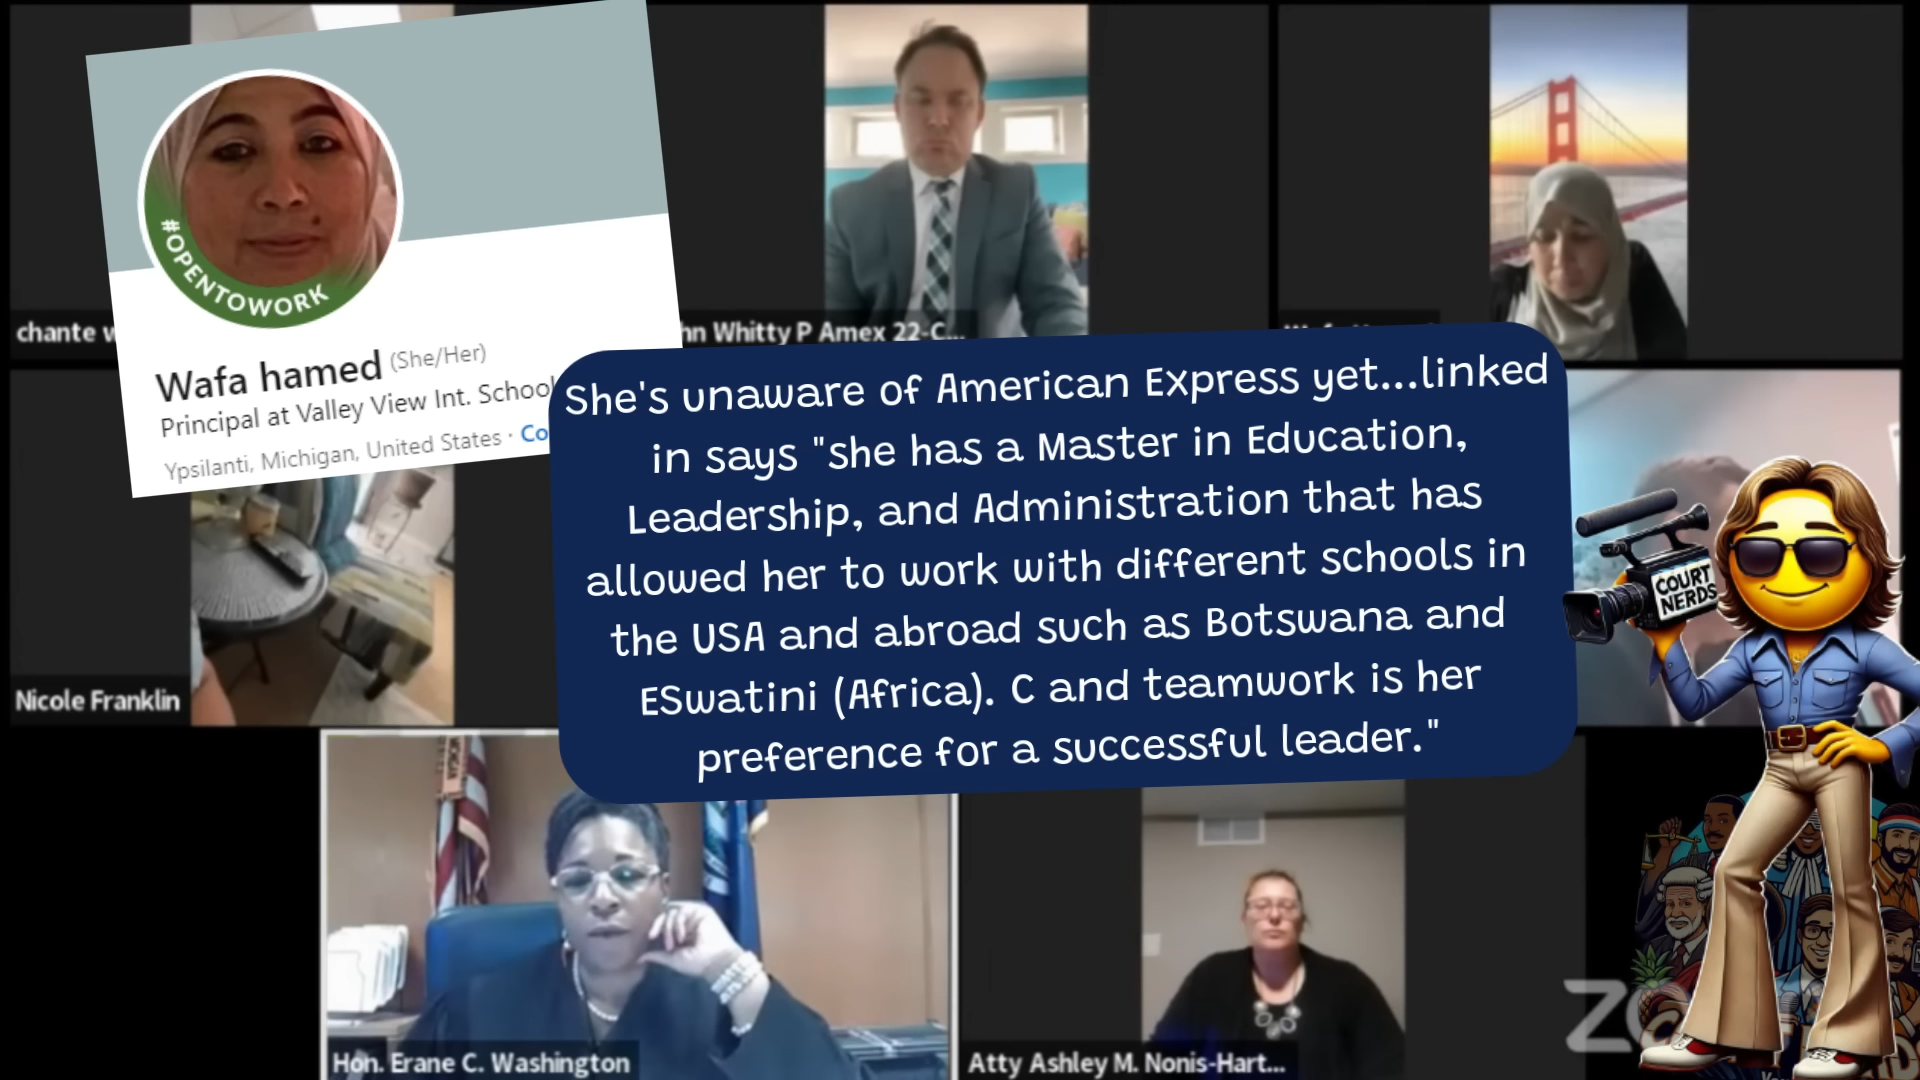 #OPENTOWORK
Wafa hamed (She/Her)
Principal at Valley View Int. School
Ypsilanti, Michigan, United States · Co
chante
hn Whitty P Amex 22-C...
She's unaware of American Express yet...linked
in says "she has a Master in Education,
Leadership, and Administration that has
allowed her to work with different schools in
the USA and abroad such as Botswana and
ESwatini (Africa). C and teamwork is her
preference for a successful leader."
COURT
NERDS
Nicole Franklin
Hon. Erane C. Washington
Atty Ashley M. Nonis-Hart...